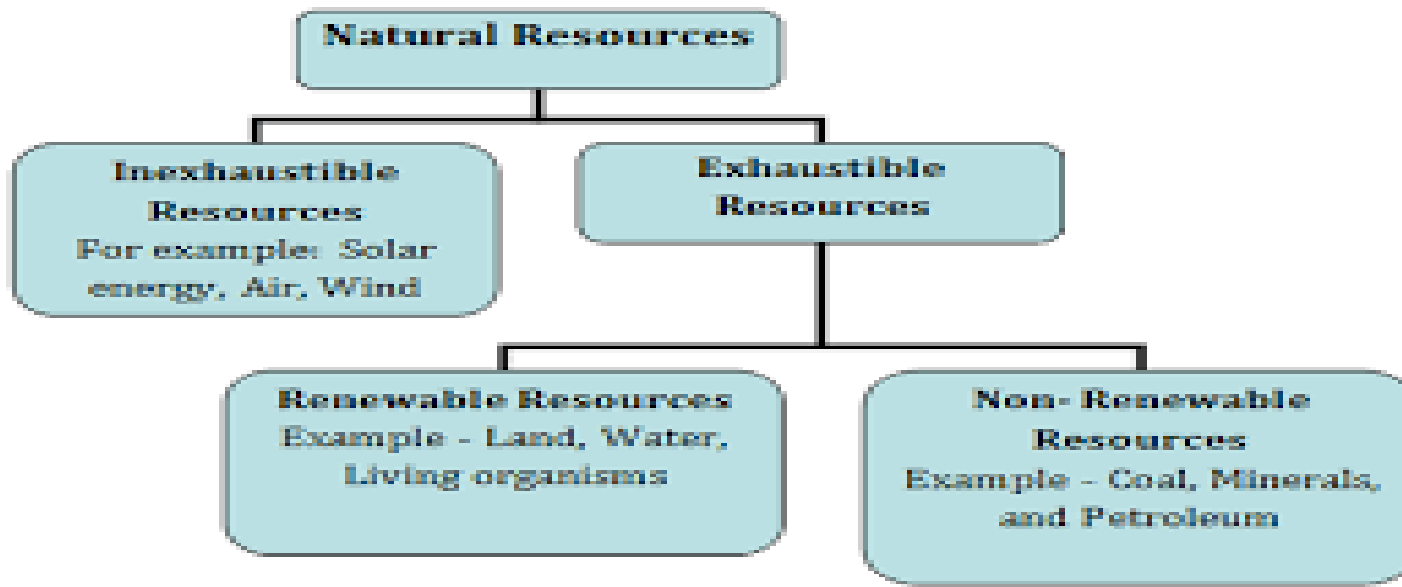 Natural Resources
Inexhaustible
Resources
For example: Solar
energy, Air, Wind
Exhaustible
Resources
Renewable Resources
Example - Land, Water,
Living organisms
Non- Renewable
Resources
Example - Coal, Minerals,
and Petroleum